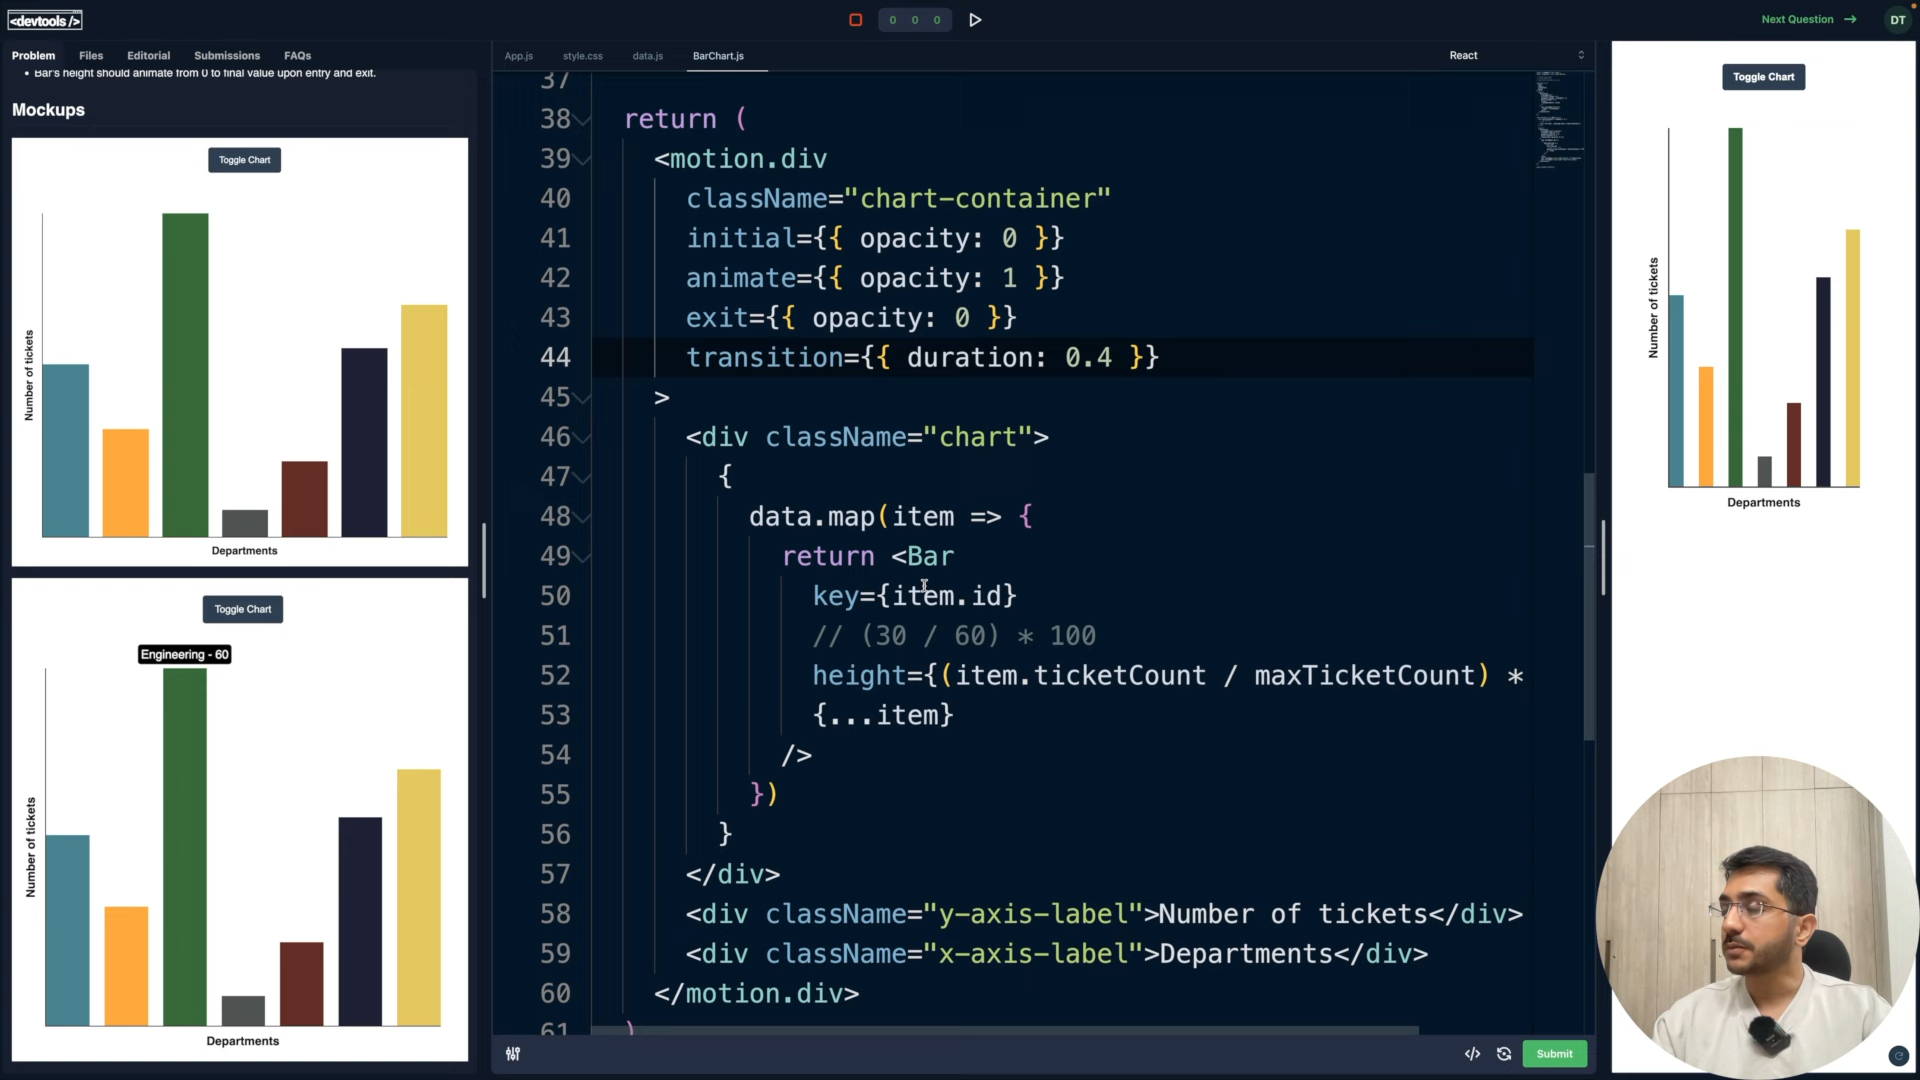 <devtools />
0 0 0
Next Question →
DT
Problem Files Editorial Submissions FAQs
App.js style.css data.js BarChart.js
React
• Bar's height should animate from 0 to final value upon entry and exit.
Mockups
Toggle Chart
Number of tickets
Departments
Toggle Chart
Engineering - 60
Number of tickets
Departments
37
38 return (
39 <motion.div
40 className="chart-container"
41 initial={{ opacity: 0 }}
42 animate={{ opacity: 1 }}
43 exit={{ opacity: 0 }}
44 transition={{ duration: 0.4 }}
45 >
46 <div className="chart">
47 {
48 data.map(item => {
49 return <Bar
50 key={item.id}
51 // (30 / 60) * 100
52 height={(item.ticketCount / maxTicketCount) *
53 {...item}
54 />
55 })
56 }
57 </div>
58 <div className="y-axis-label">Number of tickets</div>
59 <div className="x-axis-label">Departments</div>
60 </motion.div>
61 )
</> Submit
Toggle Chart
Number of tickets
Departments